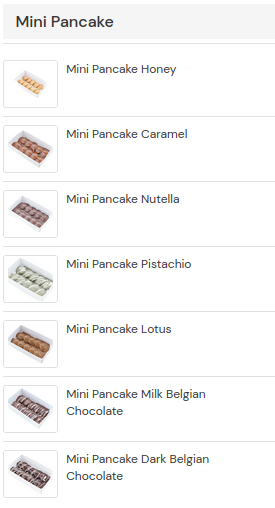 Mini Pancake
Mini Pancake Honey
Mini Pancake Caramel
Mini Pancake Nutella
Mini Pancake Pistachio
Mini Pancake Lotus
Mini Pancake Milk Belgian
Chocolate
Mini Pancake Dark Belgian
Chocolate